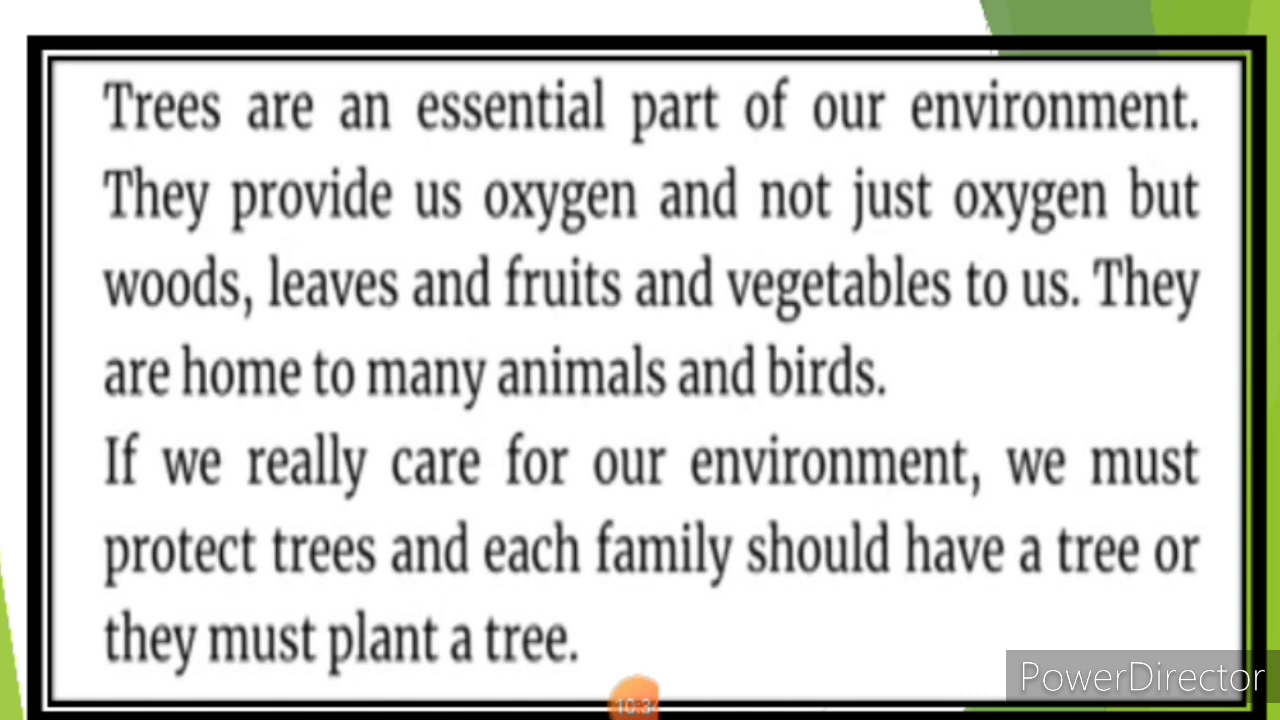 Trees are an essential part of our environment.
They provide us oxygen and not just oxygen but
woods, leaves and fruits and vegetables to us. They
are home to many animals and birds.
If we really care for our environment, we must
protect trees and each family should have a tree or
they must plant a tree.
PowerDirector